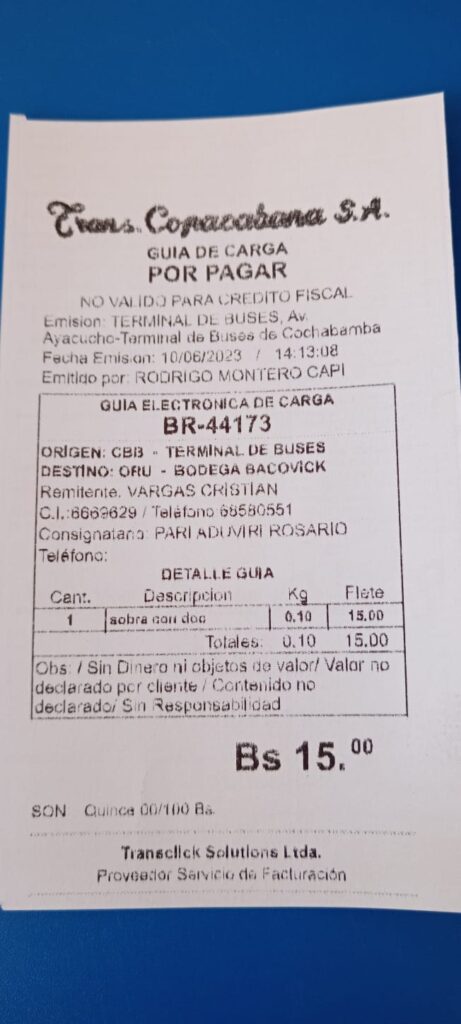 Trans. Copacabana S.A.
GUIA DE CARGA
POR PAGAR
NO VALIDO PARA CREDITO FISCAL
Emision: TERMINAL DE BUSES, Av.
Ayacucho-Terminal de Buses de Cochabamba
Fecha Emision: 10/06/2023 / 14:13:08
Emitido por: RODRIGO MONTERO CAPI
GUIA ELECTRONICA DE CARGA
BR-44173
ORIGEN: CBB - TERMINAL DE BUSES
DESTINO: ORU - BODEGA BACOVICK
Remitente: VARGAS CRISTIAN
C.I.:6669629 / Teléfono 68580551
Consignatario: PARI ADUVIRI ROSARIO
Teléfono:
DETALLE GUIA
Cant. Descripcion Kg Flete
1 sobra con doc 0.10 15.00
Totales: 0.10 15.00
Obs: / Sin Dinero ni objetos de valor/ Valor no
declarado por cliente / Contenido no
declarado/ Sin Responsabilidad
Bs 15.00
SON Quince 00/100 Bs.
Transclick Solutions Ltda.
Proveedor Servicio de Facturación